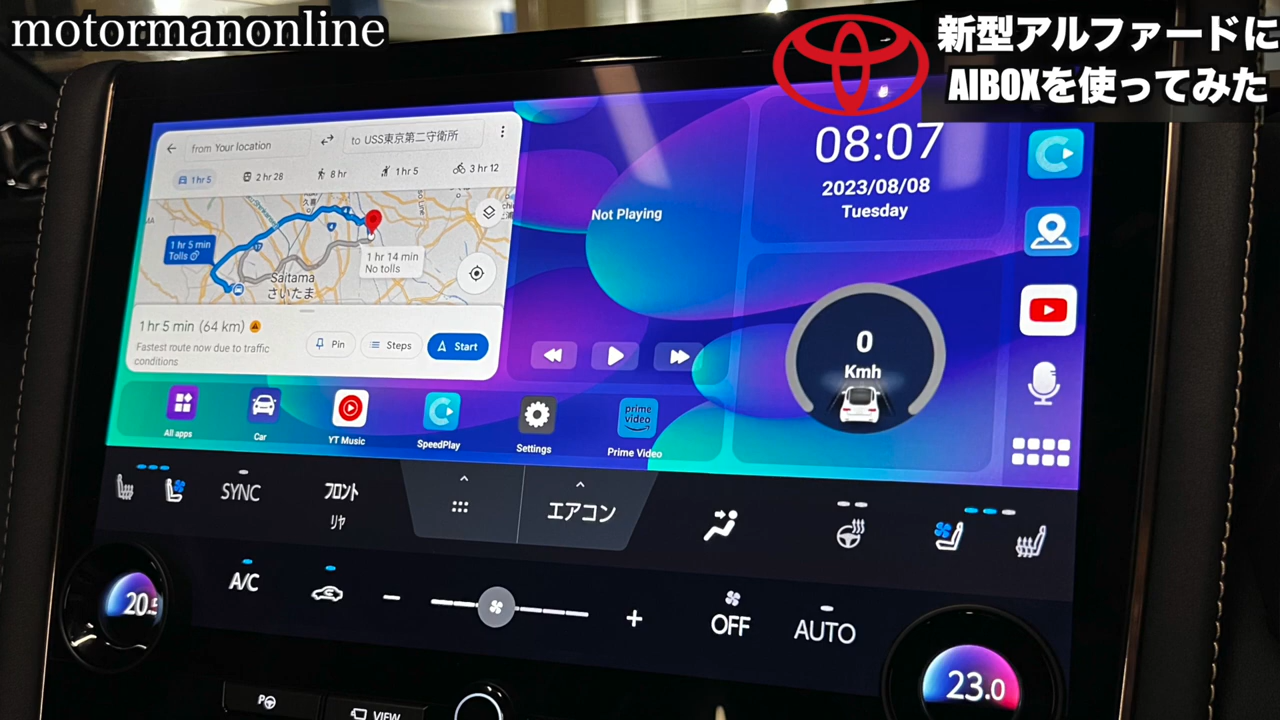 motormanonline
新型アルファードに
AIBOXを使ってみた
from Your location
to USS東京第二守衛所
1 hr 5
2 hr 28
8 hr
1 hr 5
3 hr 12
1 hr 5 min
Tolls
1 hr 14 min
No tolls
Saitama
さいたま
1 hr 5 min (64 km)
Fastest route now due to traffic
conditions
Pin
Steps
Start
Not Playing
08:07
2023/08/08
Tuesday
0
Kmh
All apps
Car
YT Music
SpeedPlay
Settings
prime
video
Prime Video
SYNC
フロント
リヤ
エアコン
A/C
OFF
AUTO
20.5
23.0
VIEW